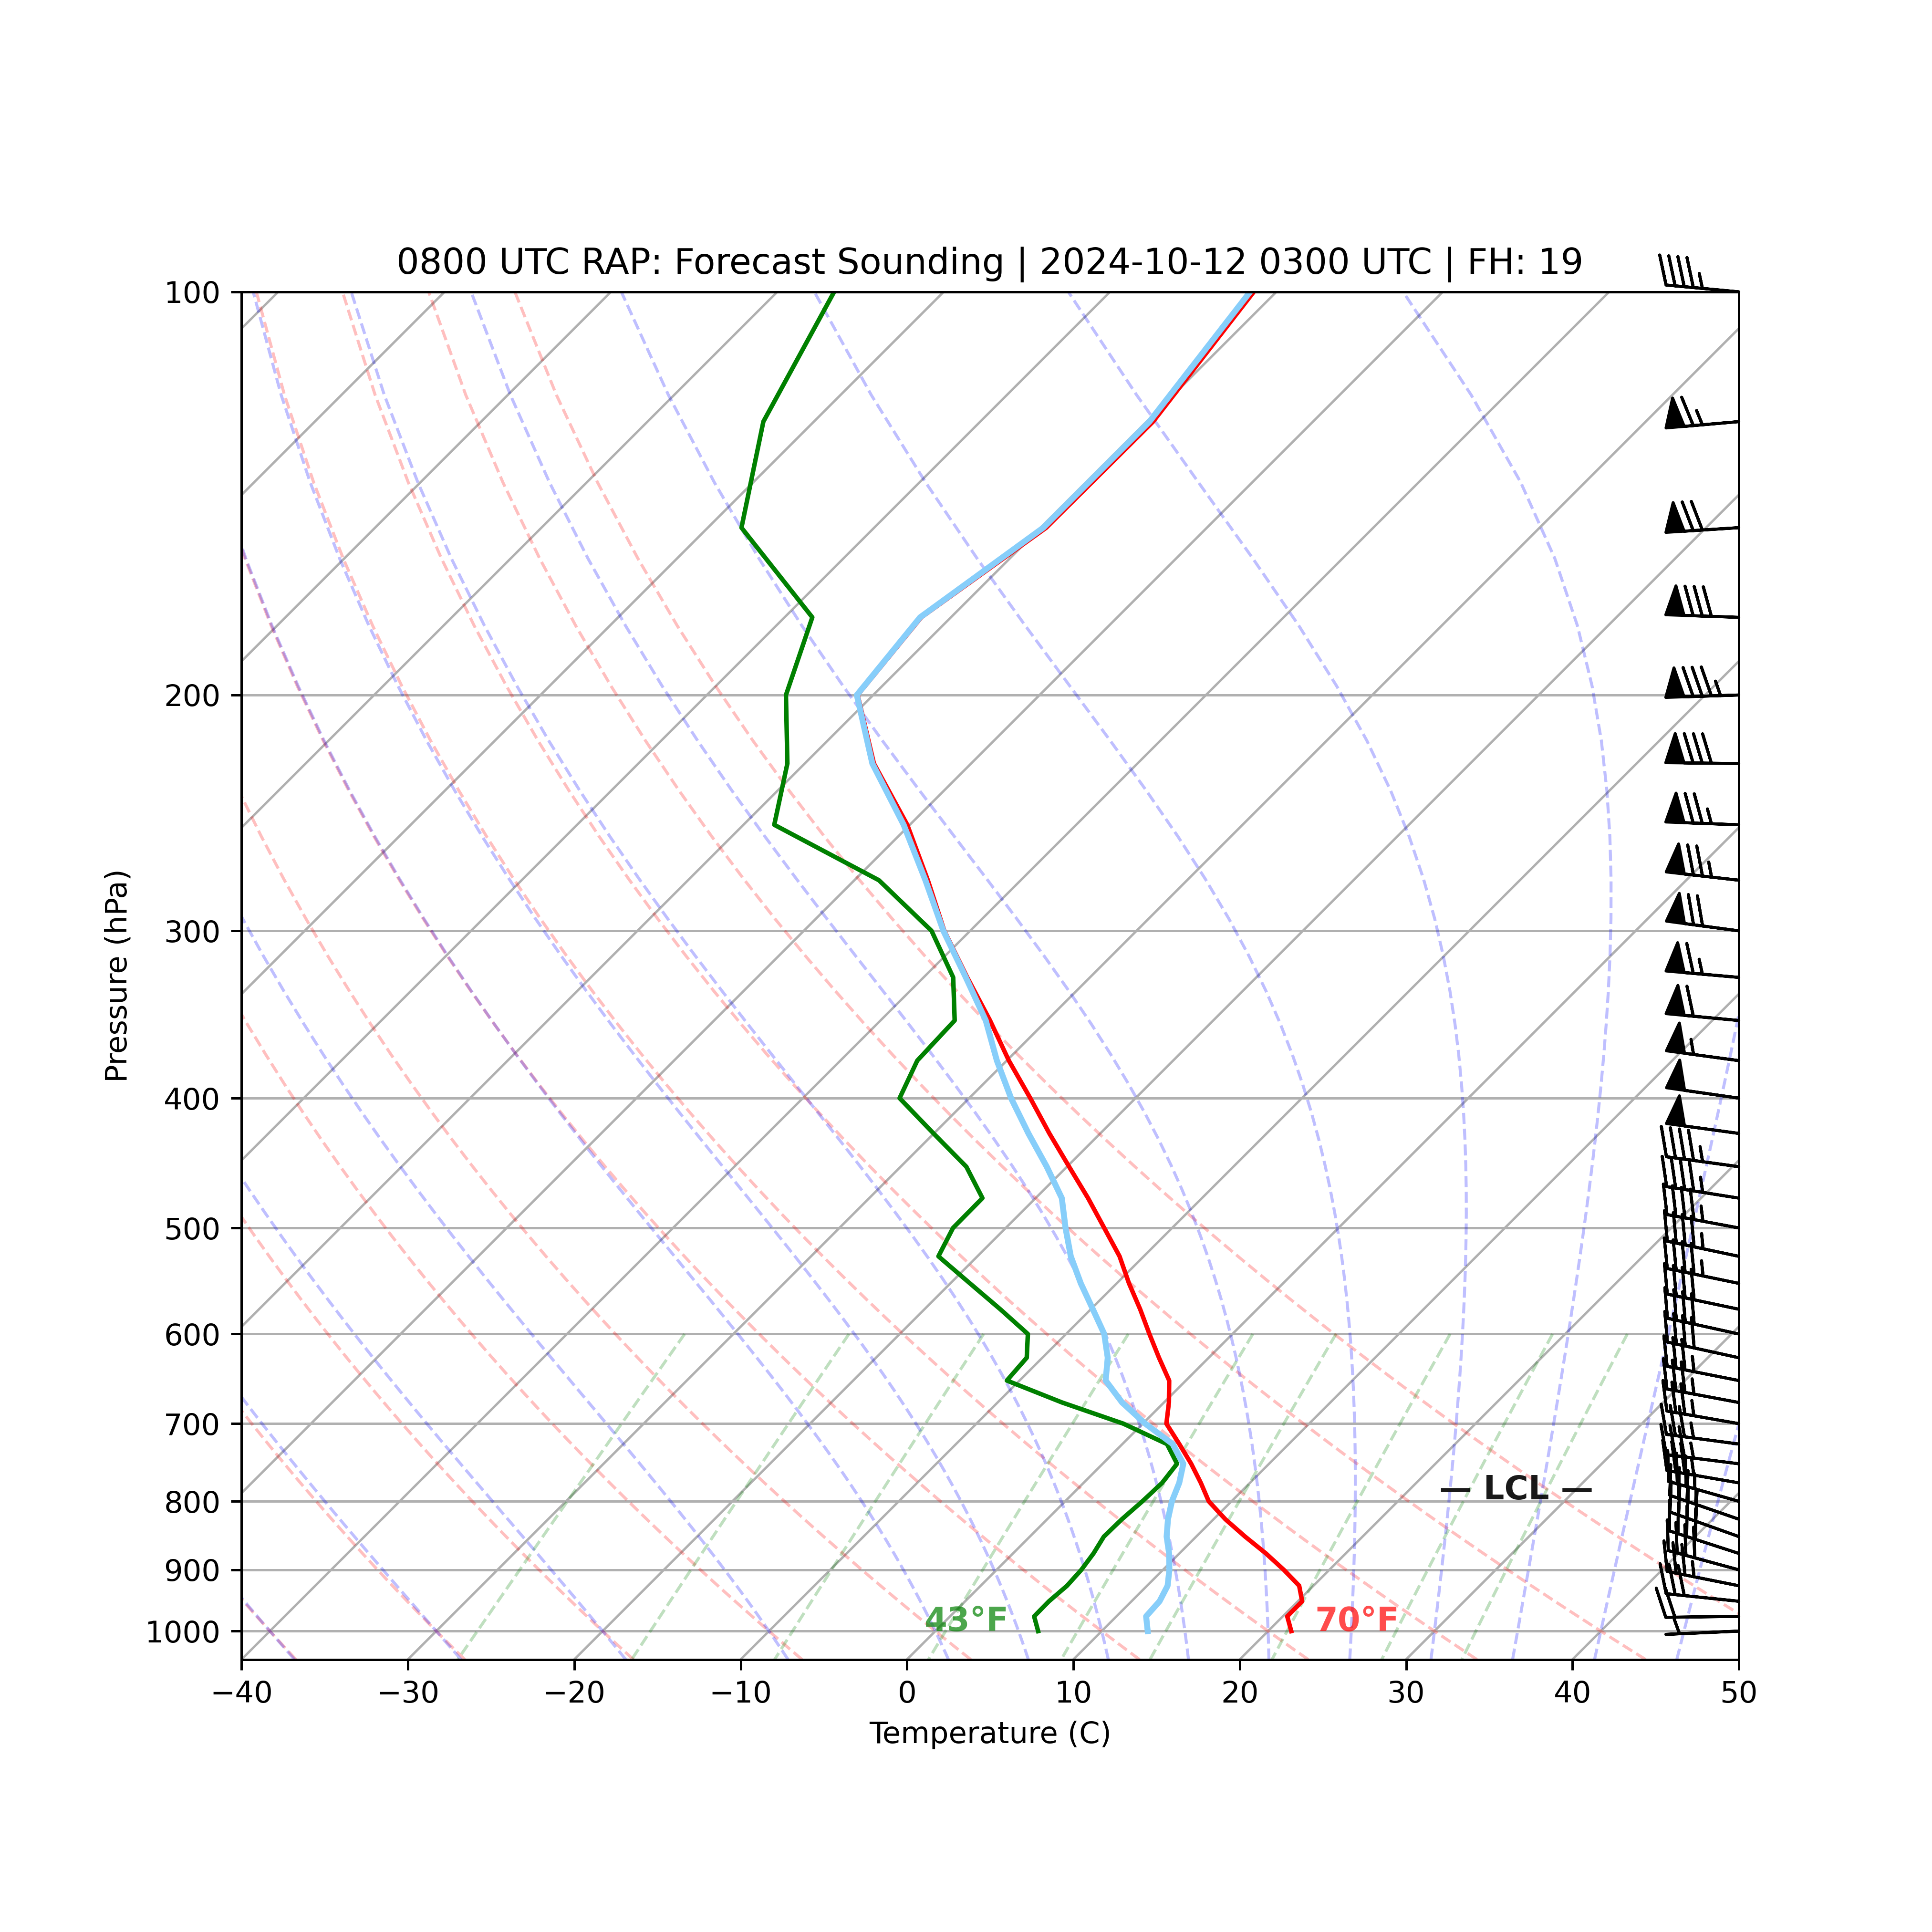 0800 UTC RAP: Forecast Sounding | 2024-10-12 0300 UTC | FH: 19
100
200
300
400
500
600
700
800
900
1000
Pressure (hPa)
— LCL —
43°F
70°F
−40 −30 −20 −10 0 10 20 30 40 50
Temperature (C)